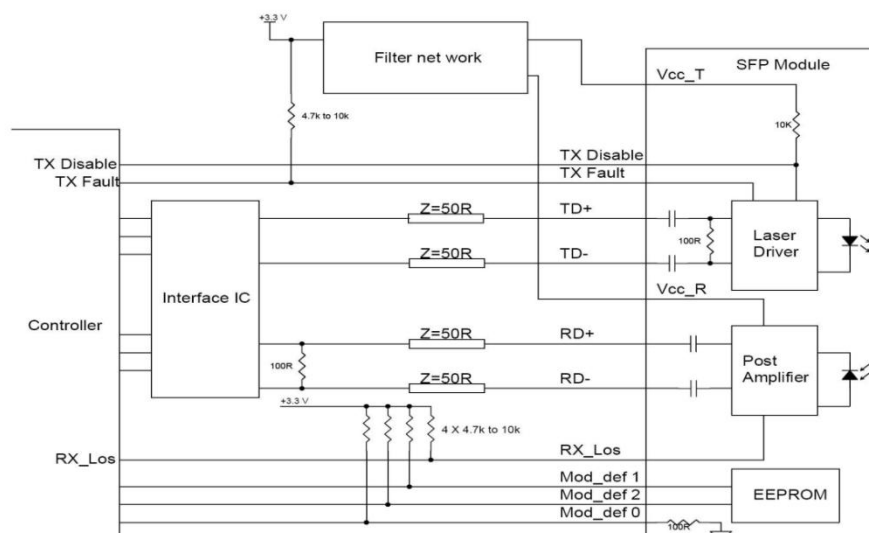 +3.3 V
Filter net work
SFP Module
Vcc_T
4.7k to 10k
10K
TX Disable
TX Disable
TX Fault
TX Fault
Z=50R
TD+
Laser
Driver
100R
Z=50R
TD-
Interface IC
Vcc_R
Controller
Z=50R
RD+
Post
Amplifier
100R
Z=50R
RD-
+3.3 V
4 X 4.7k to 10k
RX_Los
RX_Los
Mod_def 1
EEPROM
Mod_def 2
Mod_def 0
100R